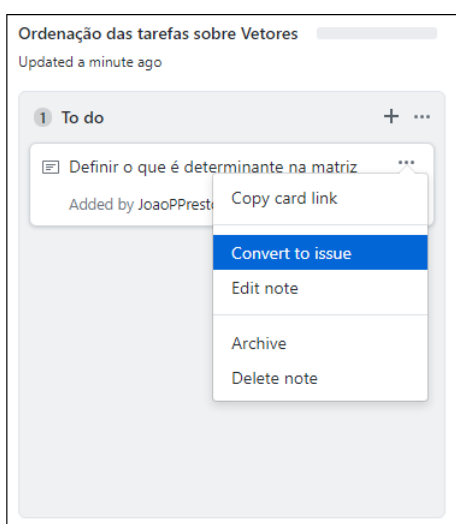 Ordenação das tarefas sobre Vetores
Updated a minute ago
1 To do
Definir o que é determinante na matriz
Added by JoaoPPrest
Copy card link
Convert to issue
Edit note
Archive
Delete note